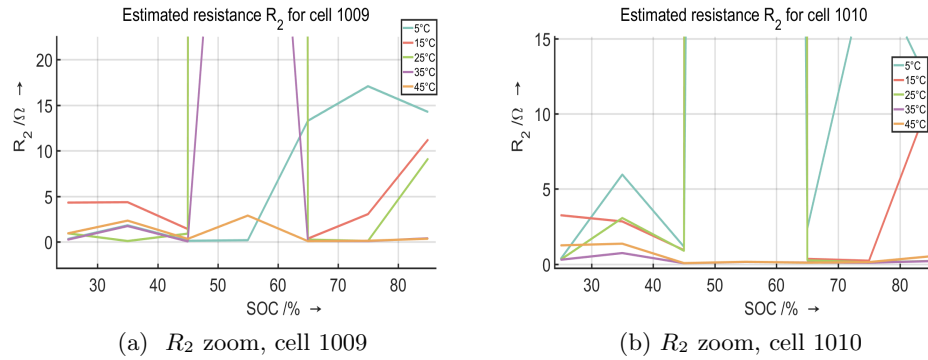 Estimated resistance R2 for cell 1009
5°C
15°C
25°C
35°C
45°C
R2 /Ω →
20
15
10
5
0
30 40 50 60 70 80
SOC /% →
(a) R2 zoom, cell 1009
Estimated resistance R2 for cell 1010
5°C
15°C
25°C
35°C
45°C
R2 /Ω →
15
10
5
0
30 40 50 60 70 80
SOC /% →
(b) R2 zoom, cell 1010